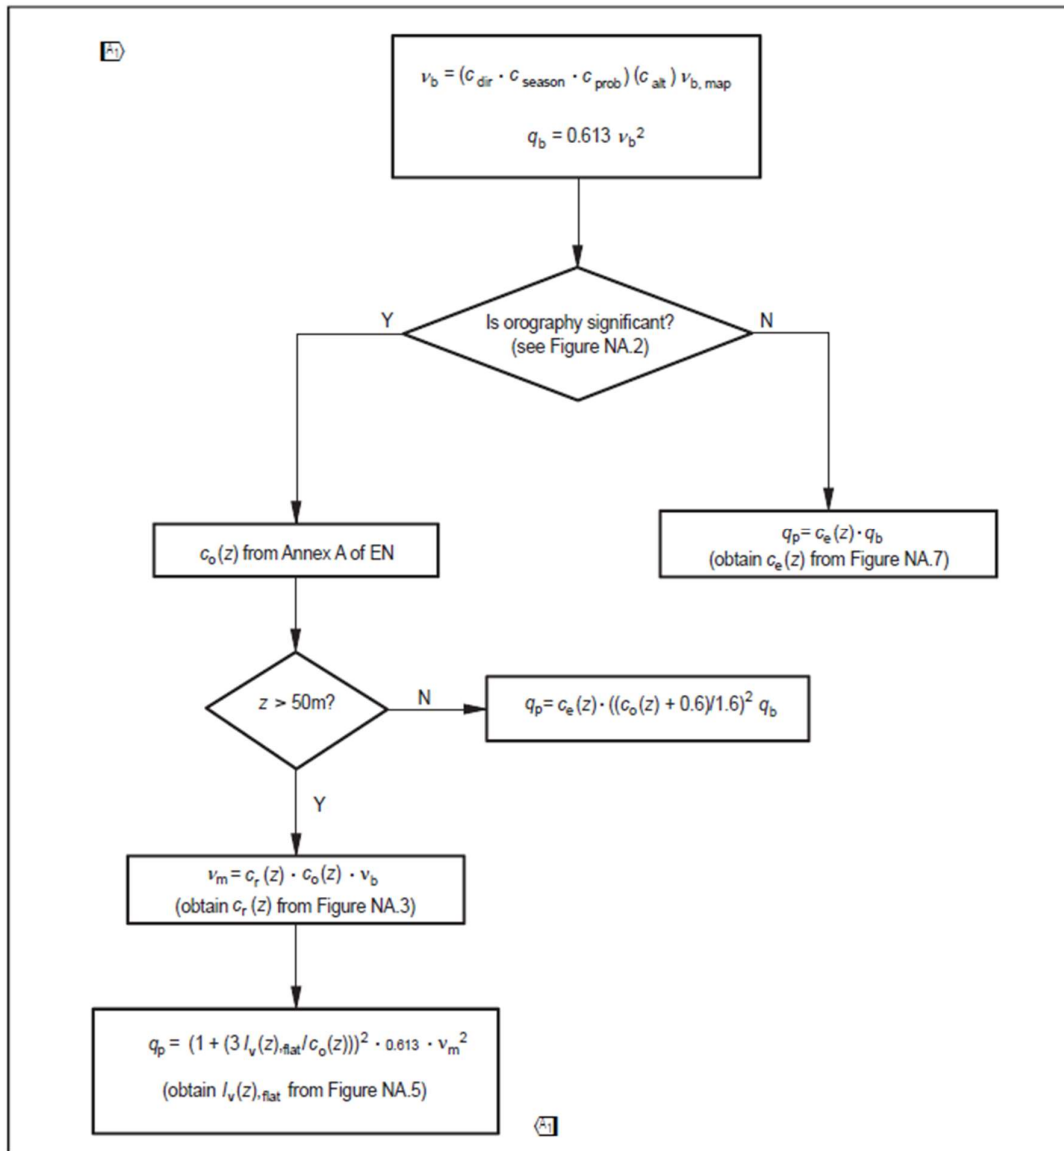 A1
v_b = (c_dir · c_season · c_prob) (c_alt) v_b, map
q_b = 0.613 v_b²
Is orography significant?
(see Figure NA.2)
Y
N
c_o(z) from Annex A of EN
q_p = c_e(z) · q_b
(obtain c_e(z) from Figure NA.7)
z > 50m?
N
q_p = c_e(z) · ((c_o(z) + 0.6)/1.6)² q_b
Y
v_m = c_r(z) · c_o(z) · v_b
(obtain c_r(z) from Figure NA.3)
q_p = (1 + (3 I_v(z),flat/c_o(z)))² · 0.613 · v_m²
(obtain I_v(z),flat from Figure NA.5)
A1